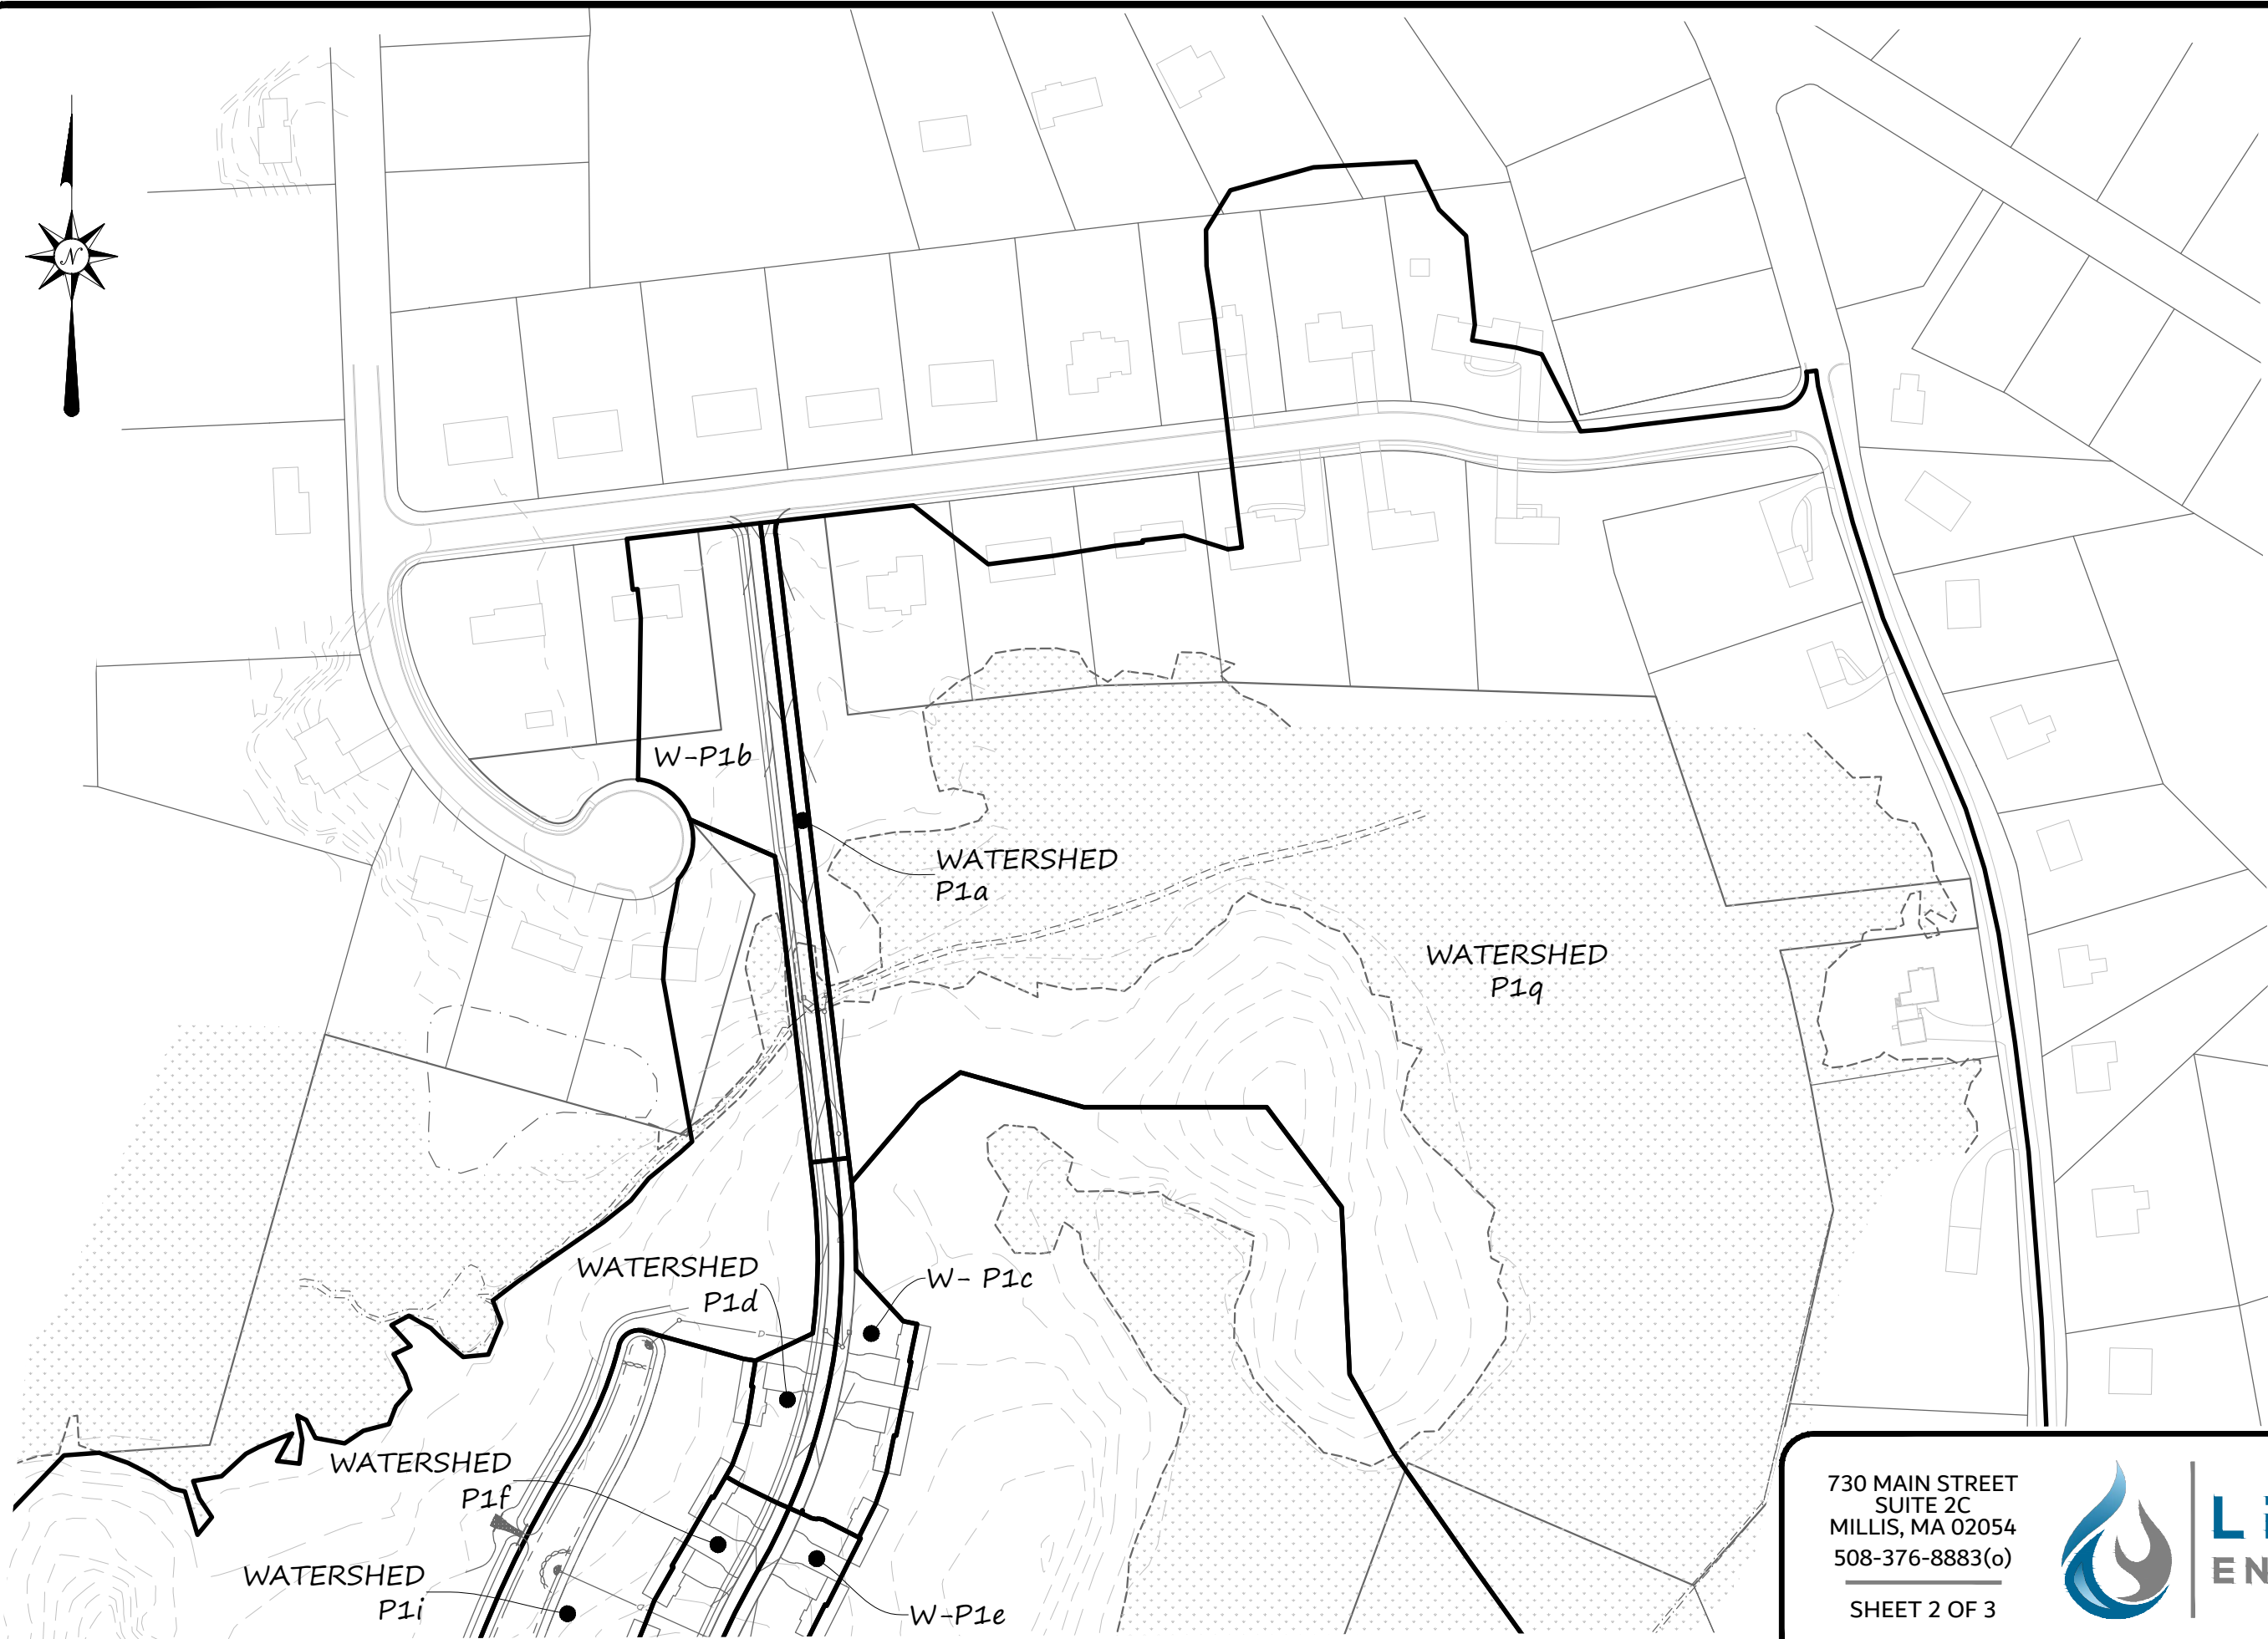 N
W-P1b
WATERSHED
P1a
WATERSHED
P1q
WATERSHED
P1d
W- P1c
WATERSHED
P1f
WATERSHED
P1i
W-P1e
730 MAIN STREET
SUITE 2C
MILLIS, MA 02054
508-376-8883(o)
SHEET 2 OF 3
EN